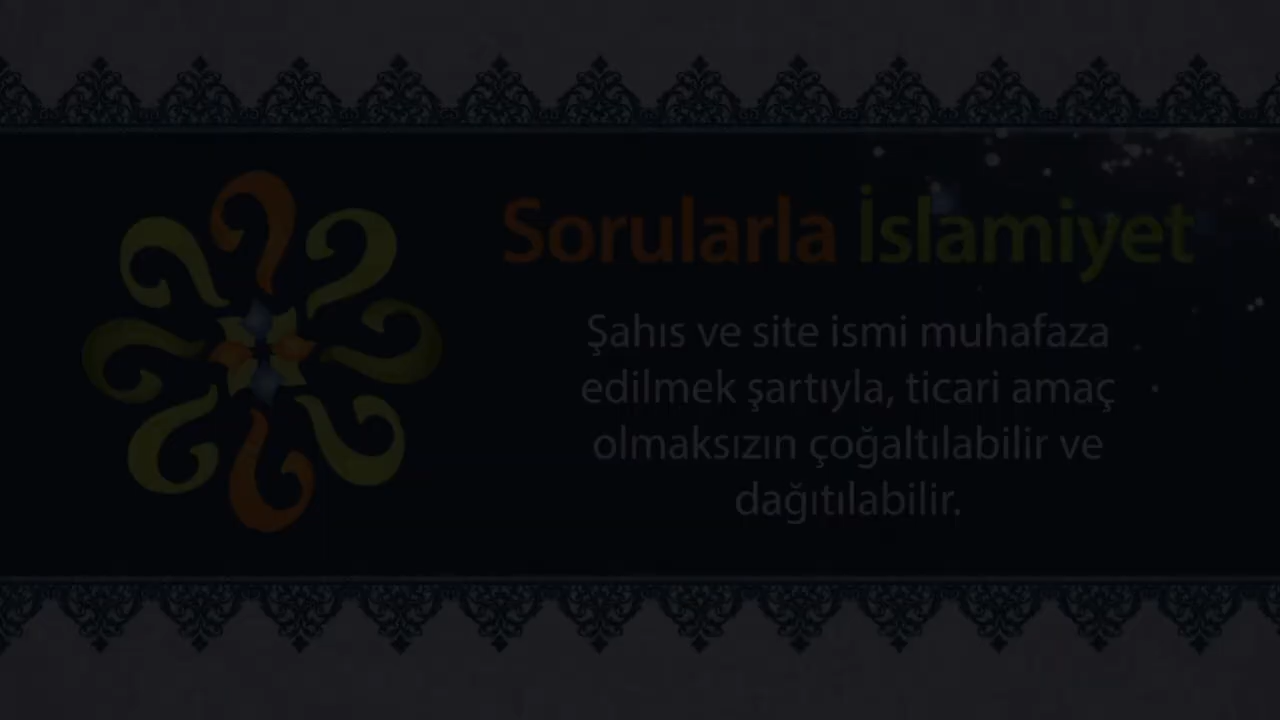 Sorularla İslamiyet
Şahıs ve site ismi muhafaza
edilmek şartıyla, ticari amaç
olmaksızın çoğaltılabilir ve
dağıtılabilir.